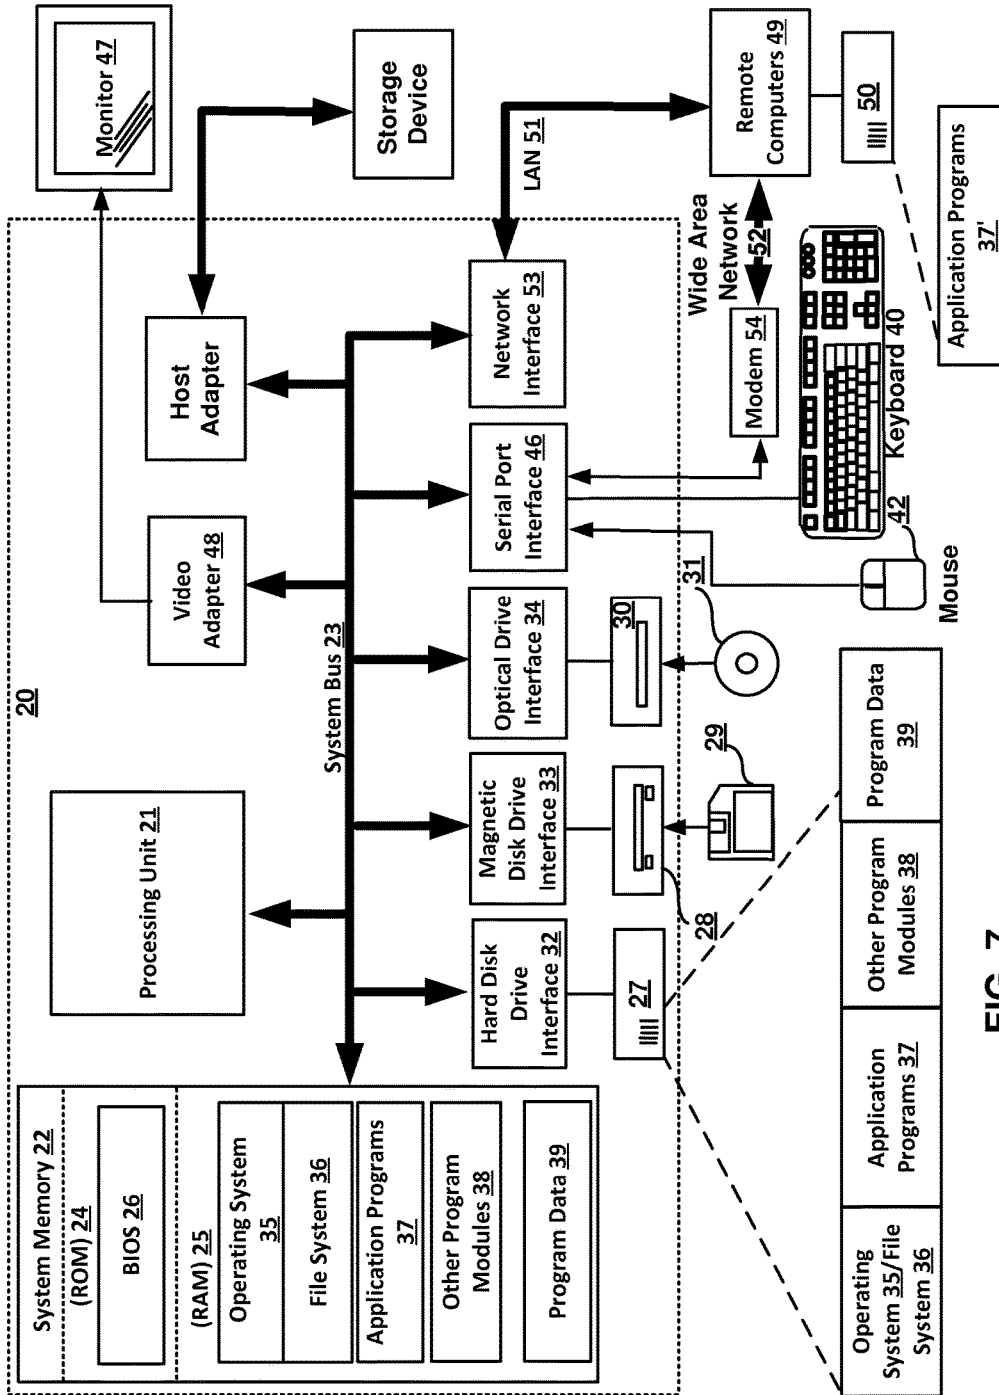 System Memory 22
(ROM) 24
BIOS 26
(RAM) 25
Operating System
35
File System 36
Application Programs
37
Other Program
Modules 38
Program Data 39
20
Processing Unit 21
Video
Adapter 48
Host
Adapter
Monitor 47
Storage
Device
System Bus 23
Hard Disk
Drive
Interface 32
Magnetic
Disk Drive
Interface 33
Optical Drive
Interface 34
Serial Port
Interface 46
Network
Interface 53
LAN 51
27
28
29
30
31
Wide Area
Network
52
Modem 54
Remote
Computers 49
50
Keyboard 40
42
Mouse
Application Programs
37'
Operating
System 35/File
System 36
Application
Programs 37
Other Program
Modules 38
Program Data
39
FIG. 7